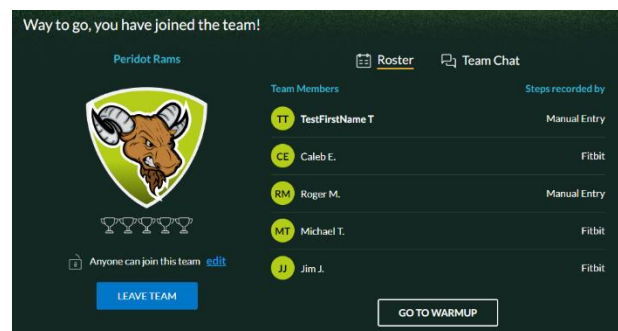 Way to go, you have joined the team!
Peridot Rams
Roster
Team Chat
Team Members
Steps recorded by
TT TestFirstName T
Manual Entry
CE Caleb E.
Fitbit
RM Roger M.
Manual Entry
MT Michael T.
Fitbit
JJ Jim J.
Fitbit
Anyone can join this team edit
LEAVE TEAM
GO TO WARMUP